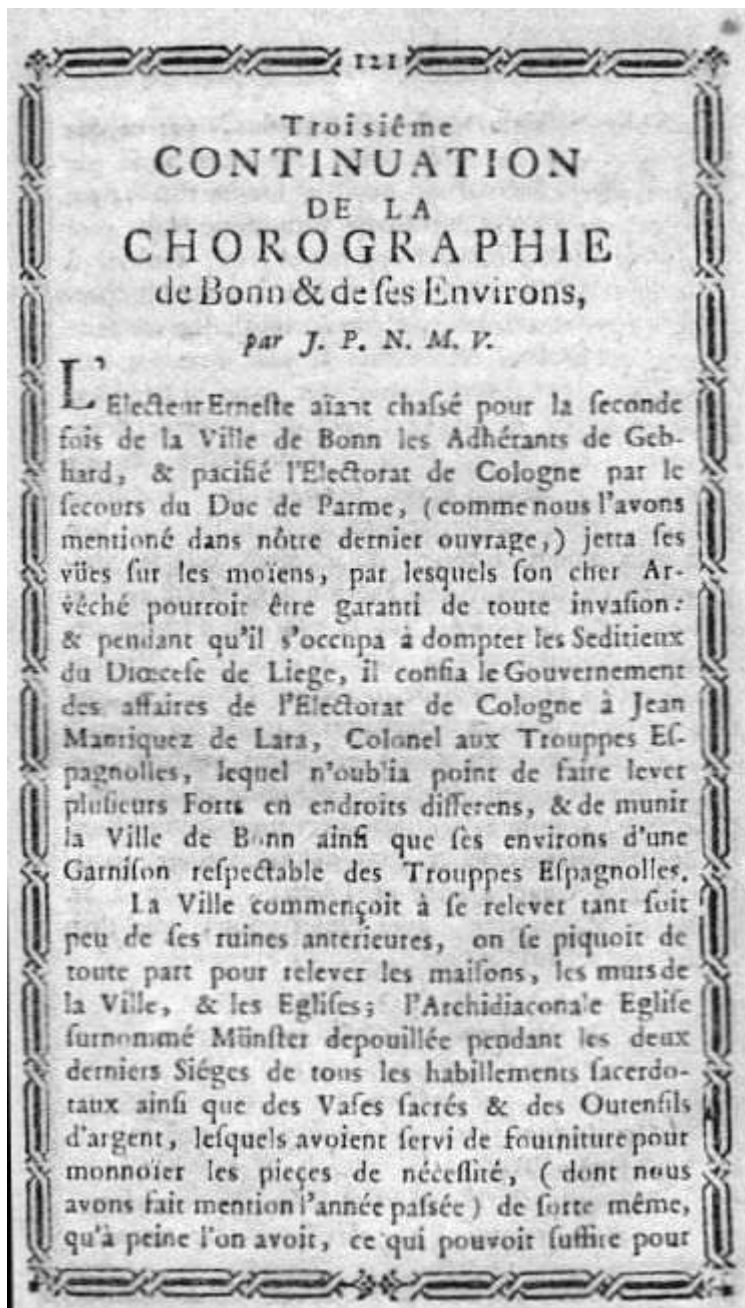 121
Troisiême
CONTINUATION
DE LA
CHOROGRAPHIE
de Bonn & de ſes Environs,
par J. P. N. M. V.
L'Electeur Erneſte aïant chaſſé pour la ſeconde
fois de la Ville de Bonn les Adhérants de Geb-
hard, & pacifié l'Electorat de Cologne par le
ſecours du Duc de Parme, (comme nous l'avons
mentioné dans nôtre dernier ouvrage,) jetta ſes
vües ſur les moïens, par lesquels ſon cher Ar-
vêché pourroit être garanti de toute invaſion:
& pendant qu'il s'occupa à dompter les Seditieux
du Diœceſe de Liege, il confia le Gouvernement
des affaires de l'Electorat de Cologne à Jean
Manriquez de Lara, Colonel aux Trouppes Eſ-
pagnolles, lequel n'oublia point de faire lever
pluſieurs Forts en endroits differens, & de munir
la Ville de Bonn ainſi que ſes environs d'une
Garniſon reſpectable des Trouppes Eſpagnolles.
La Ville commençoit à ſe relever tant ſoit
peu de ſes ruines anterieures, on ſe piquoit de
toute part pour relever les maiſons, les murs de
la Ville, & les Egliſes; l'Archidiaconale Egliſe
ſurnommé Münſter depouillée pendant les deux
derniers Siéges de tous les habillements ſacerdo-
taux ainſi que des Vaſes ſacrés & des Outenſils
d'argent, leſquels avoient ſervi de fourniture pour
monnoïer les pieçes de néceſſité, (dont nous
avons fait mention l'année paſsée) de ſorte même,
qu'à peine l'on avoit, ce qui pouvoit ſuffire pour